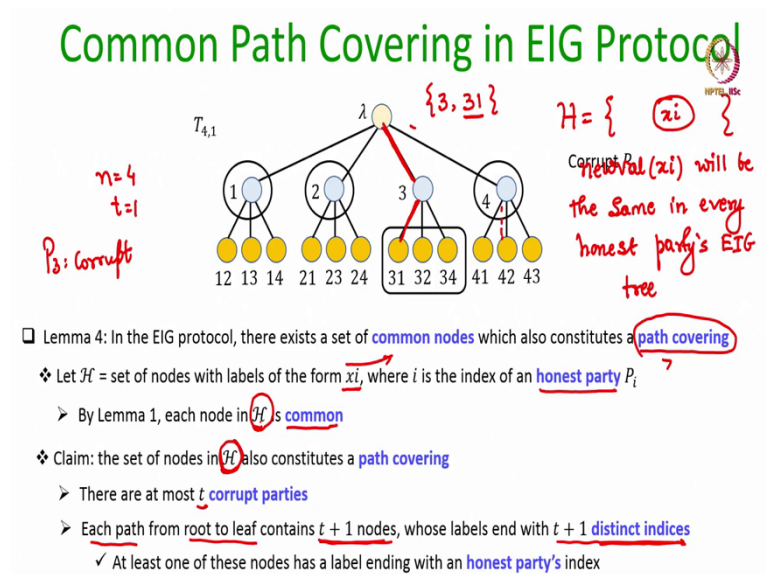 Common Path Covering in EIG Protocol
NPTEL IISc
λ
{3, 31}
H = { xi }
T4,1
Corrupt P
n=4
t=1
P3: Corrupt
newval(xi) will be
the same in every
honest party's EIG
tree
1 2 3 4
12 13 14 21 23 24 31 32 34 41 42 43
❑ Lemma 4: In the EIG protocol, there exists a set of common nodes which also constitutes a path covering
❖ Let ℋ = set of nodes with labels of the form xi, where i is the index of an honest party Pi
➢ By Lemma 1, each node in ℋ is common
❖ Claim: the set of nodes in ℋ also constitutes a path covering
➢ There are at most t corrupt parties
➢ Each path from root to leaf contains t + 1 nodes, whose labels end with t + 1 distinct indices
✓ At least one of these nodes has a label ending with an honest party's index